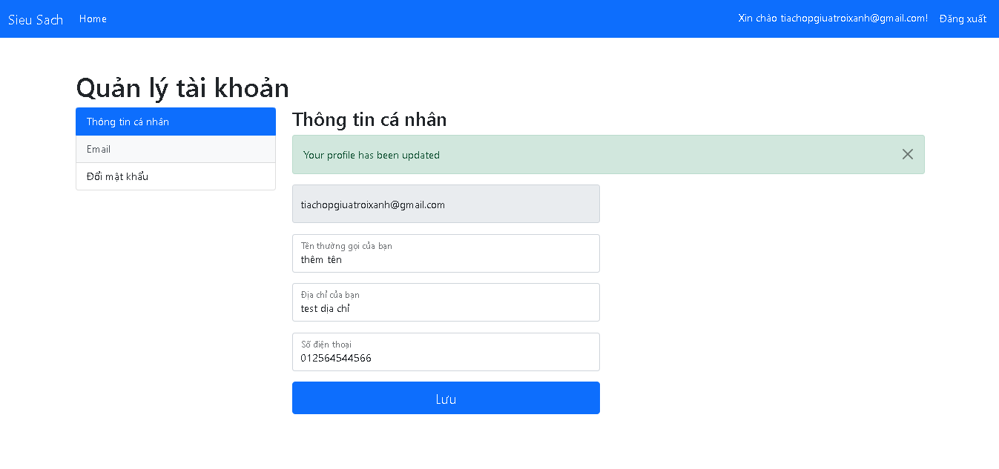 Sieu Sach Home Xin chào tiachopgiuatroixanh@gmail.com! Đăng xuất
Quản lý tài khoản
Thông tin cá nhân
Email
Đổi mật khẩu
Thông tin cá nhân
Your profile has been updated
tiachopgiuatroixanh@gmail.com
Tên thường gọi của bạn
thêm tên
Địa chỉ của bạn
test địa chỉ
Số điện thoại
012564544566
Lưu